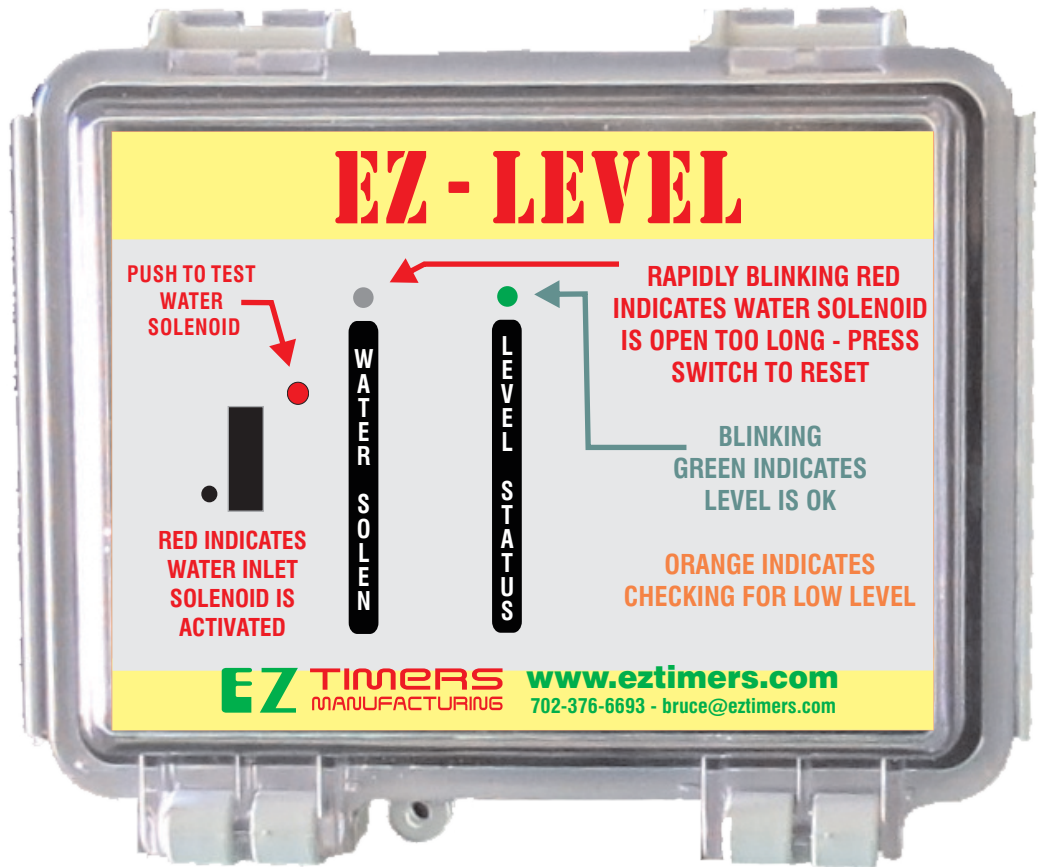 EZ - LEVEL
PUSH TO TEST
WATER
SOLENOID
RAPIDLY BLINKING RED
INDICATES WATER SOLENOID
IS OPEN TOO LONG - PRESS
SWITCH TO RESET
WATER SOLEN
LEVEL STATUS
BLINKING
GREEN INDICATES
LEVEL IS OK
RED INDICATES
WATER INLET
SOLENOID IS
ACTIVATED
ORANGE INDICATES
CHECKING FOR LOW LEVEL
EZ TIMERS
MANUFACTURING
www.eztimers.com
702-376-6693 - bruce@eztimers.com